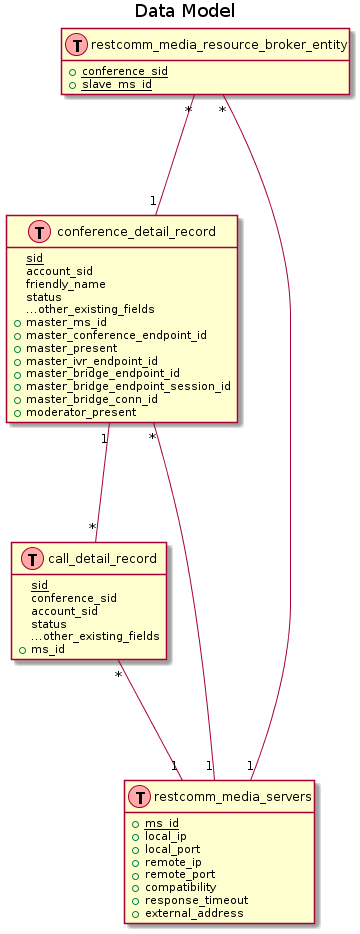 Data Model
T restcomm_media_resource_broker_entity
conference_sid
slave_ms_id
* *
1
T conference_detail_record
sid
account_sid
friendly_name
status
...other_existing_fields
master_ms_id
master_conference_endpoint_id
master_present
master_ivr_endpoint_id
master_bridge_endpoint_id
master_bridge_endpoint_session_id
master_bridge_conn_id
moderator_present
1 *
*
T call_detail_record
sid
conference_sid
account_sid
status
...other_existing_fields
ms_id
*
1 1 1
T restcomm_media_servers
ms_id
local_ip
local_port
remote_ip
remote_port
compatibility
response_timeout
external_address